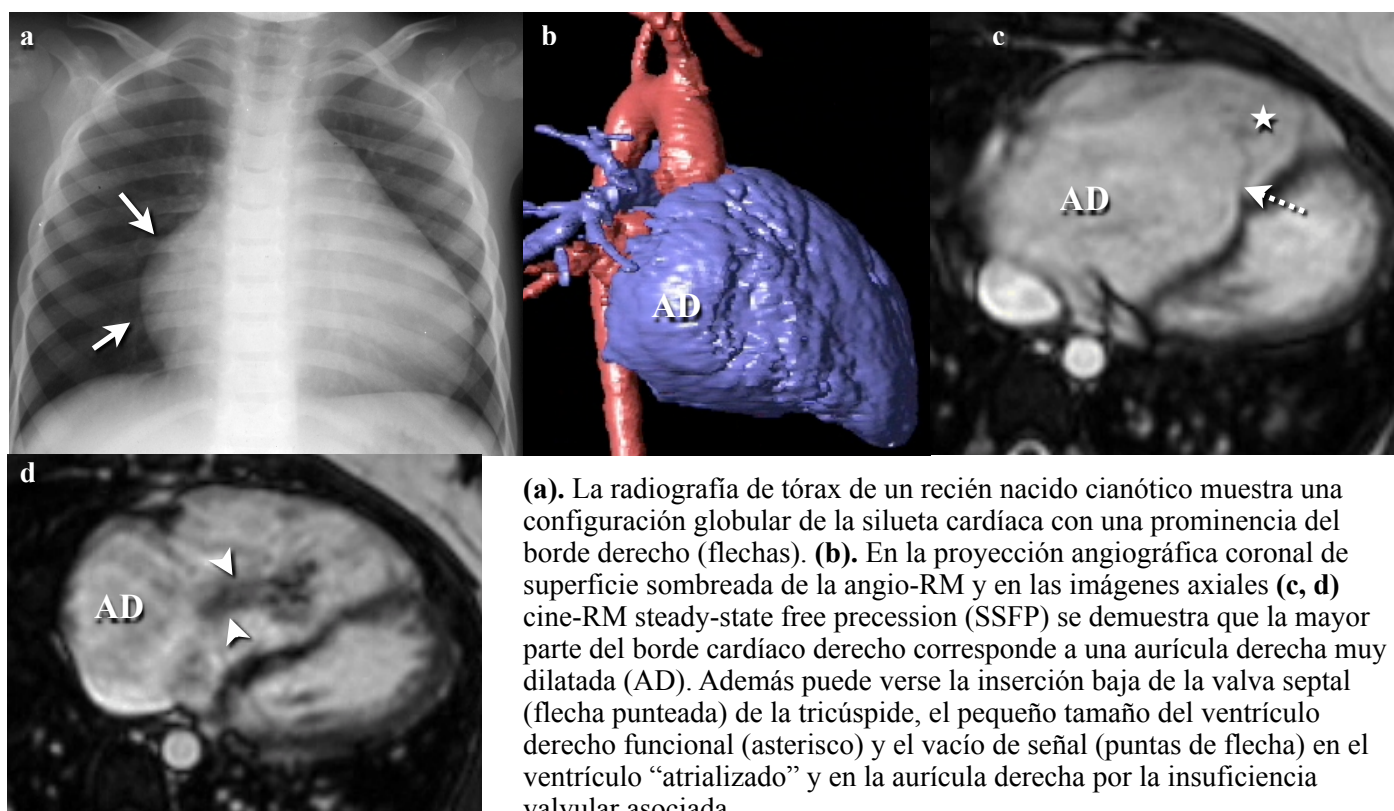 a
b
c
AD
AD
d
AD
(a). La radiografía de tórax de un recién nacido cianótico muestra una
configuración globular de la silueta cardíaca con una prominencia del
borde derecho (flechas). (b). En la proyección angiográfica coronal de
superficie sombreada de la angio-RM y en las imágenes axiales (c, d)
cine-RM steady-state free precession (SSFP) se demuestra que la mayor
parte del borde cardíaco derecho corresponde a una aurícula derecha muy
dilatada (AD). Además puede verse la inserción baja de la valva septal
(flecha punteada) de la tricúspide, el pequeño tamaño del ventrículo
derecho funcional (asterisco) y el vacío de señal (puntas de flecha) en el
ventrículo “atrializado” y en la aurícula derecha por la insuficiencia
valvular asociada